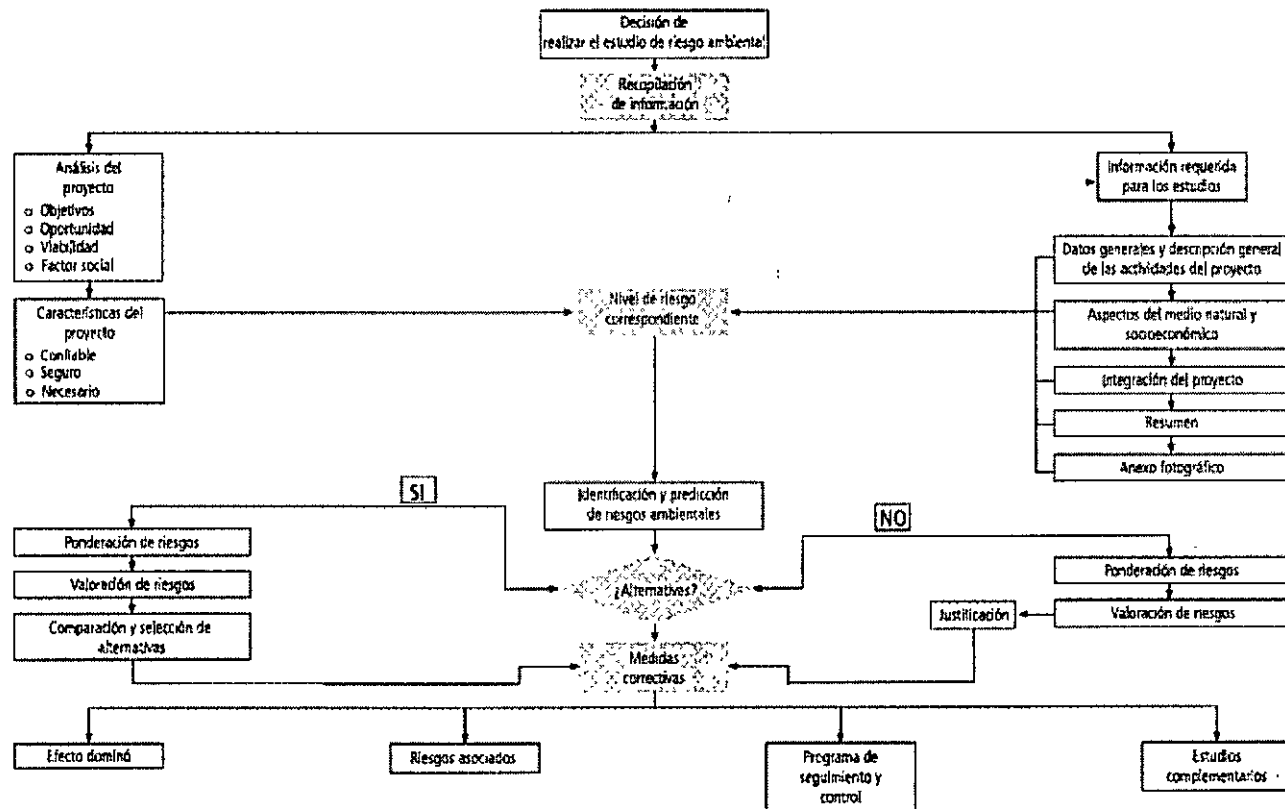 Decisión de
realizar el estudio de riesgo ambiental
Recopilación
de información
Análisis del
proyecto
o Objetivos
o Oportunidad
o Viabilidad
o Factor social
Información requerida
para los estudios
Datos generales y descripción general
de las actividades del proyecto
Características del
proyecto
o Confiable
o Seguro
o Necesario
Nivel de riesgo
correspondiente
Aspectos del medio natural y
socioeconómico
Integración del proyecto
Resumen
Anexo fotográfico
Identificación y predicción
de riesgos ambientales
SI
NO
Ponderación de riesgos
Valoración de riesgos
Comparación y selección de
alternativas
¿Alternatives?
Ponderación de riesgos
Valoración de riesgos
Justificación
Medidas
correctivas
Efecto dominó
Riesgos asociados
Programa de
seguimiento y
control
Estudios
complementarios